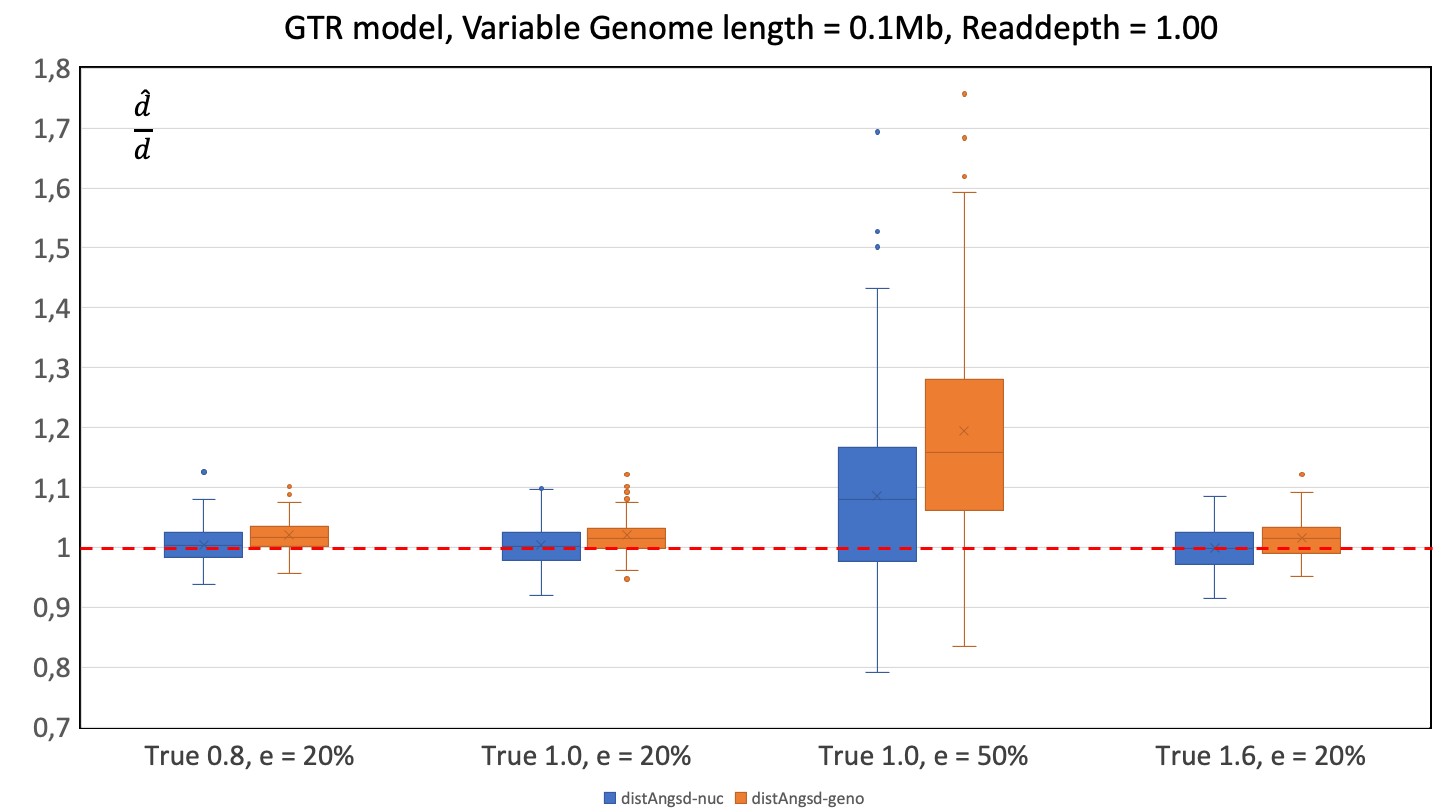 GTR model, Variable Genome length = 0.1Mb, Readdepth = 1.00
1,8
d̂
d
1,7
1,6
1,5
1,4
1,3
1,2
1,1
1
0,9
0,8
0,7
True 0.8, e = 20% True 1.0, e = 20% True 1.0, e = 50% True 1.6, e = 20%
distAngsd-nuc distAngsd-geno